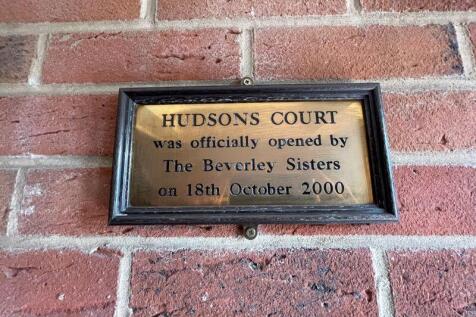 HUDSONS COURT
was officially opened by
The Beverley Sisters
on 18th October 2000